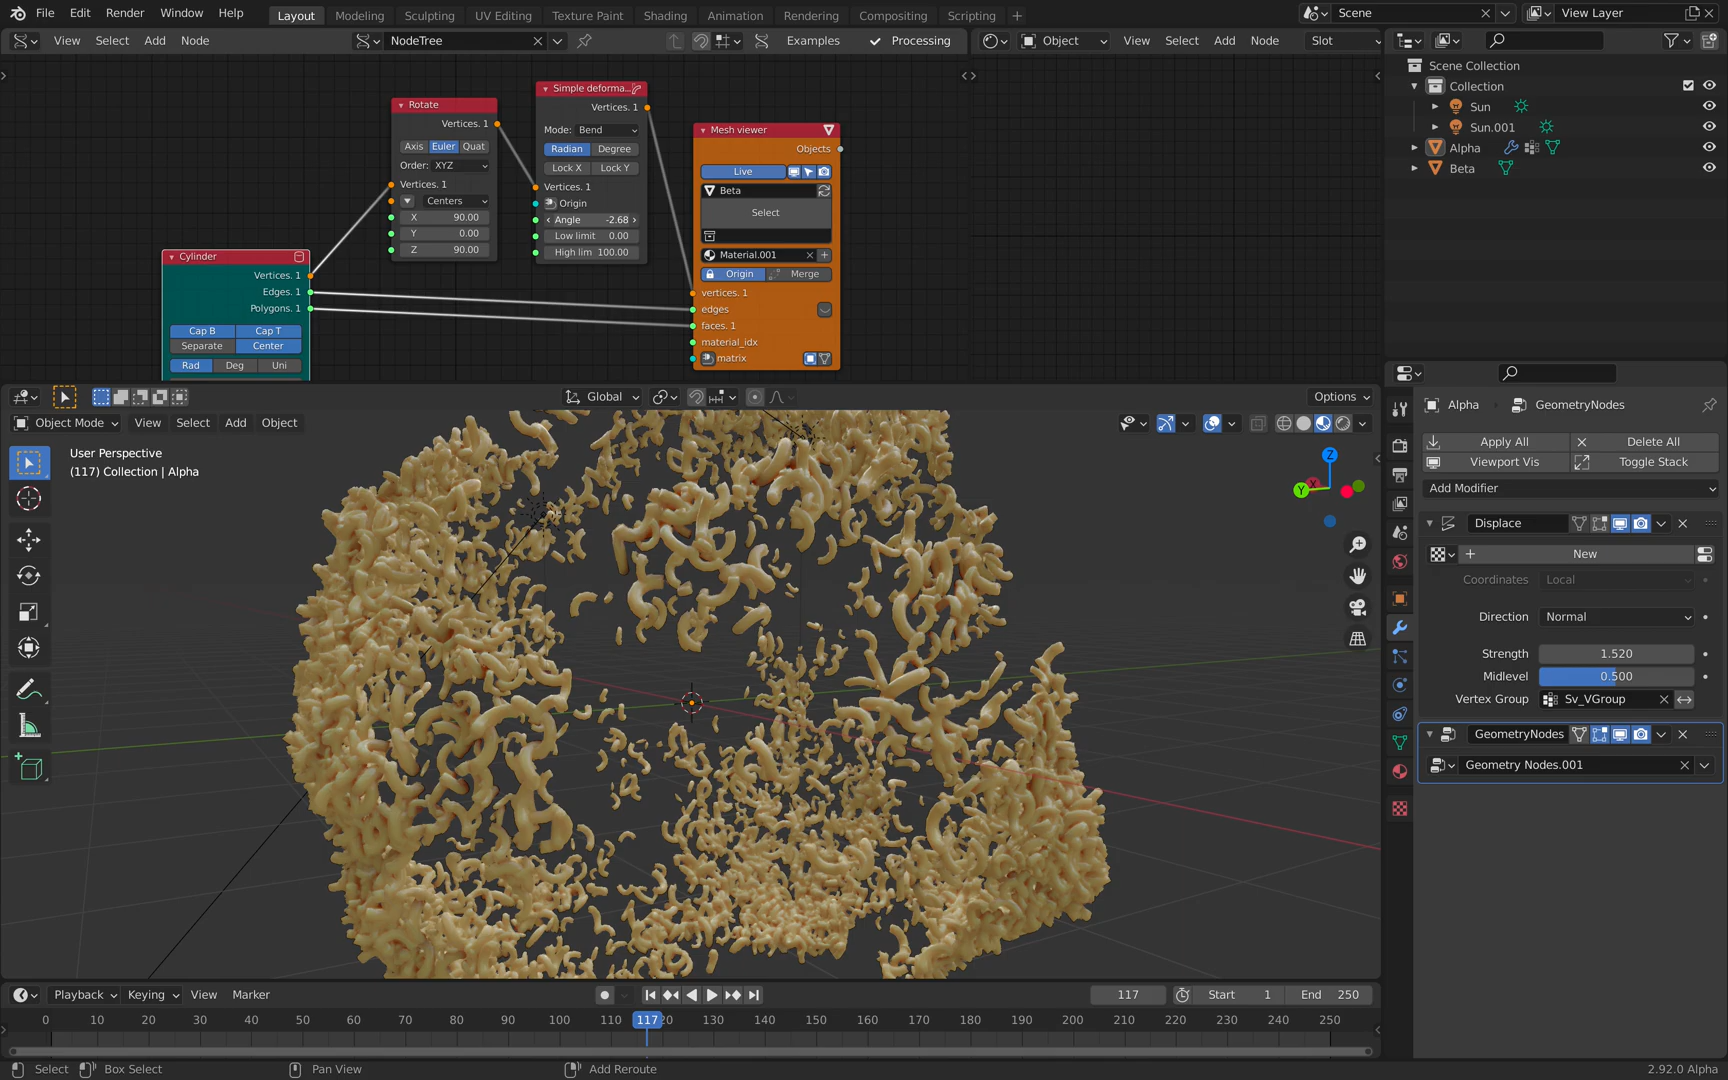 File Edit Render Window Help Layout Modeling Sculpting UV Editing Texture Paint Shading Animation Rendering Compositing Scripting + Scene View Layer
View Select Add Node NodeTree Examples Processing Object View Select Add Node Slot
Scene Collection
Collection
Sun
Sun.001
Alpha
Beta
Rotate
Vertices. 1
Axis Euler Quat
Order: XYZ
Vertices. 1
Centers
X 90.00
Y 0.00
Z 90.00
Simple deforma...
Vertices. 1
Mode: Bend
Radian Degree
Lock X Lock Y
Vertices. 1
Origin
Angle -2.68
Low limit 0.00
High lim 100.00
Mesh viewer
Objects
Live
Beta
Select
Material.001
Origin Merge
vertices. 1
edges
faces. 1
material_idx
matrix
Cylinder
Vertices. 1
Edges. 1
Polygons. 1
Cap B Cap T
Separate Center
Rad Deg Uni
Global Options
Object Mode View Select Add Object
User Perspective
(117) Collection | Alpha
Z
X
Y
Alpha GeometryNodes
Apply All Delete All
Viewport Vis Toggle Stack
Add Modifier
Displace
New
Coordinates Local
Direction Normal
Strength 1.520
Midlevel 0.500
Vertex Group Sv_VGroup
GeometryNodes
Geometry Nodes.001
Playback Keying View Marker 117 Start 1 End 250
0 10 20 30 40 50 60 70 80 90 100 110 117 20 130 140 150 160 170 180 190 200 210 220 230 240 250
Select Box Select Pan View Add Reroute 2.92.0 Alpha